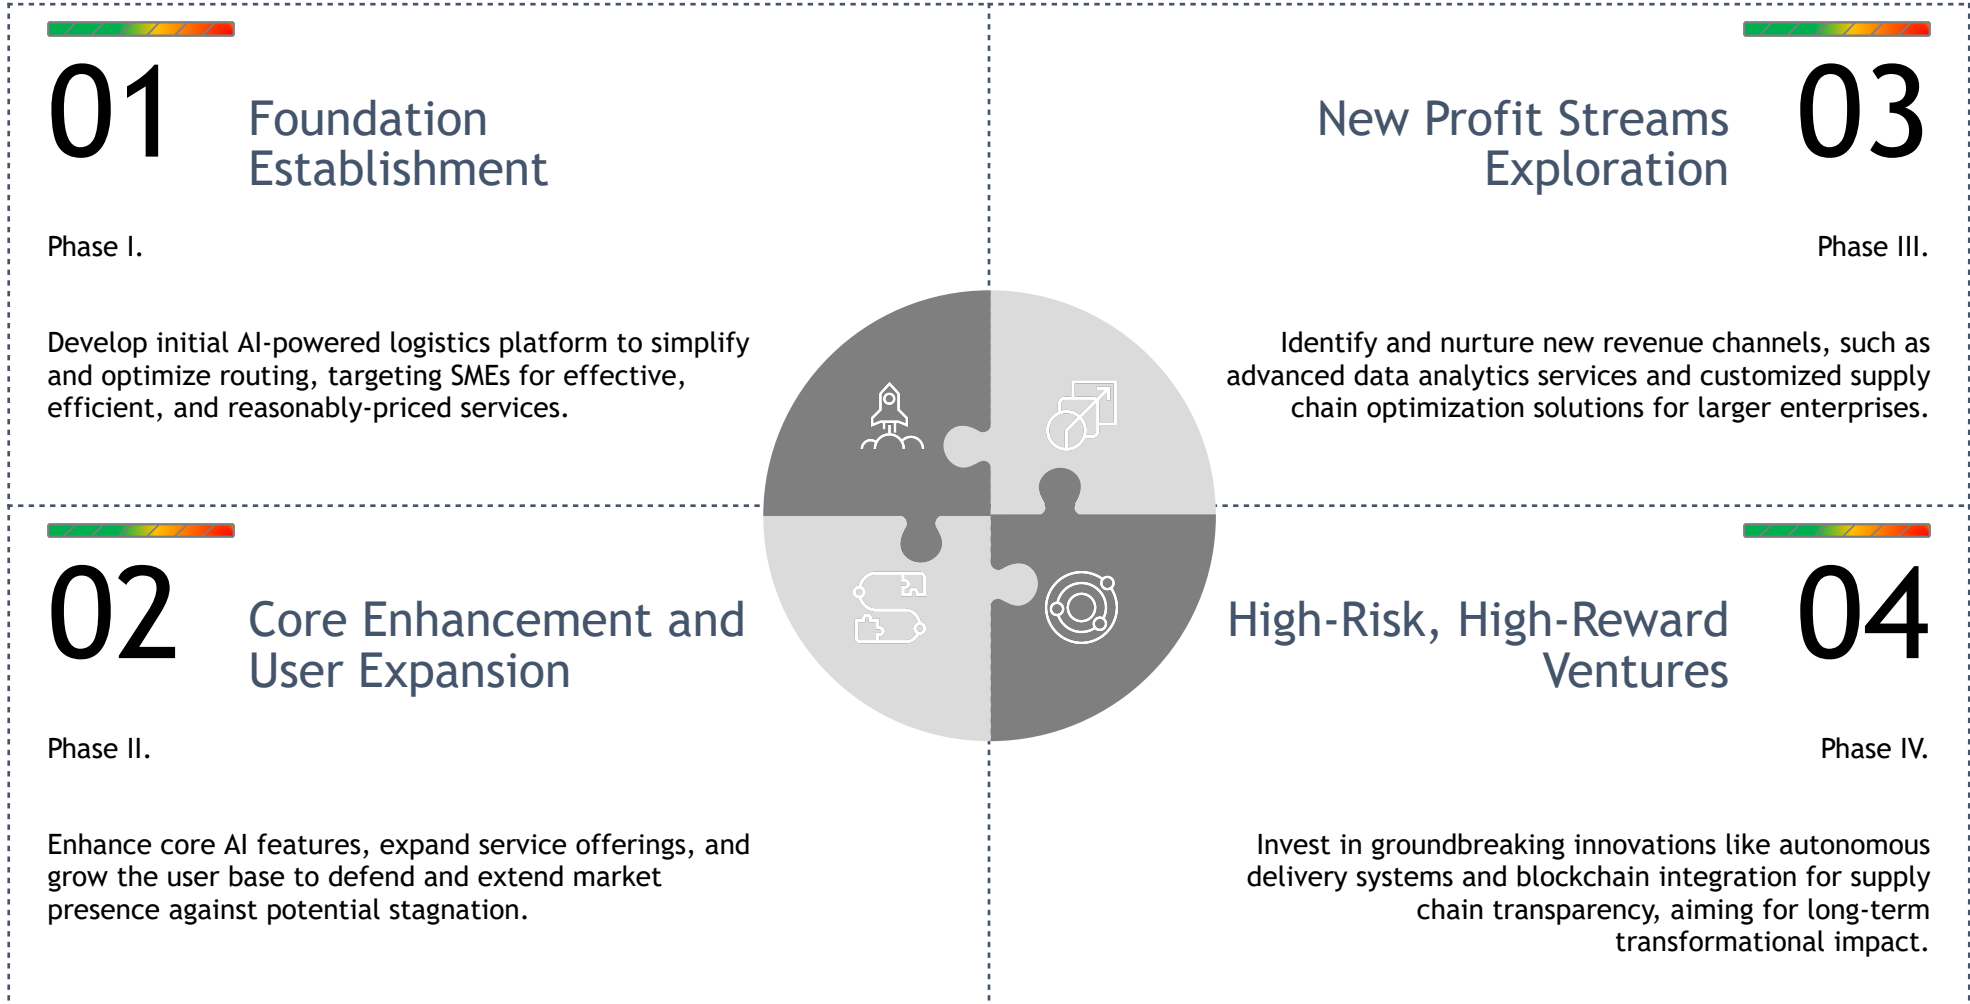 01
Foundation
Establishment
Phase I.
Develop initial AI-powered logistics platform to simplify
and optimize routing, targeting SMEs for effective,
efficient, and reasonably-priced services.
02
Core Enhancement and
User Expansion
Phase II.
Enhance core AI features, expand service offerings, and
grow the user base to defend and extend market
presence against potential stagnation.
03
New Profit Streams
Exploration
Phase III.
Identify and nurture new revenue channels, such as
advanced data analytics services and customized supply
chain optimization solutions for larger enterprises.
04
High-Risk, High-Reward
Ventures
Phase IV.
Invest in groundbreaking innovations like autonomous
delivery systems and blockchain integration for supply
chain transparency, aiming for long-term
transformational impact.